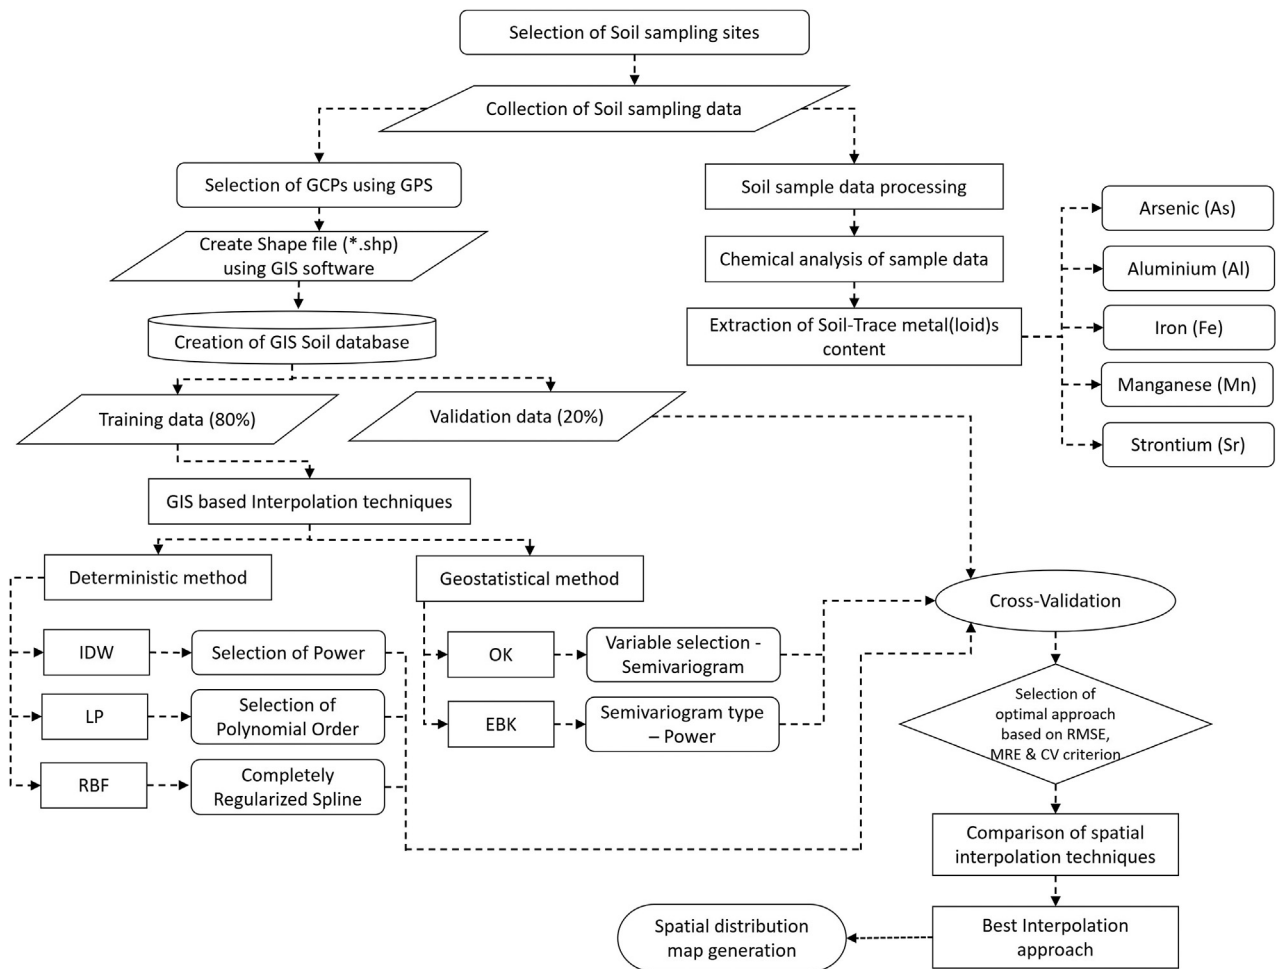 Selection of Soil sampling sites
Collection of Soil sampling data
Selection of GCPs using GPS
Soil sample data processing
Arsenic (As)
Create Shape file (*.shp)
using GIS software
Chemical analysis of sample data
Aluminium (Al)
Creation of GIS Soil database
Extraction of Soil-Trace metal(loid)s
content
Iron (Fe)
Manganese (Mn)
Strontium (Sr)
Training data (80%)
Validation data (20%)
GIS based Interpolation techniques
Deterministic method
Geostatistical method
IDW
Selection of Power
LP
Selection of
Polynomial Order
RBF
Completely
Regularized Spline
OK
Variable selection -
Semivariogram
EBK
Semivariogram type
– Power
Cross-Validation
Selection of
optimal approach
based on RMSE,
MRE & CV criterion
Comparison of spatial
interpolation techniques
Best Interpolation
approach
Spatial distribution
map generation